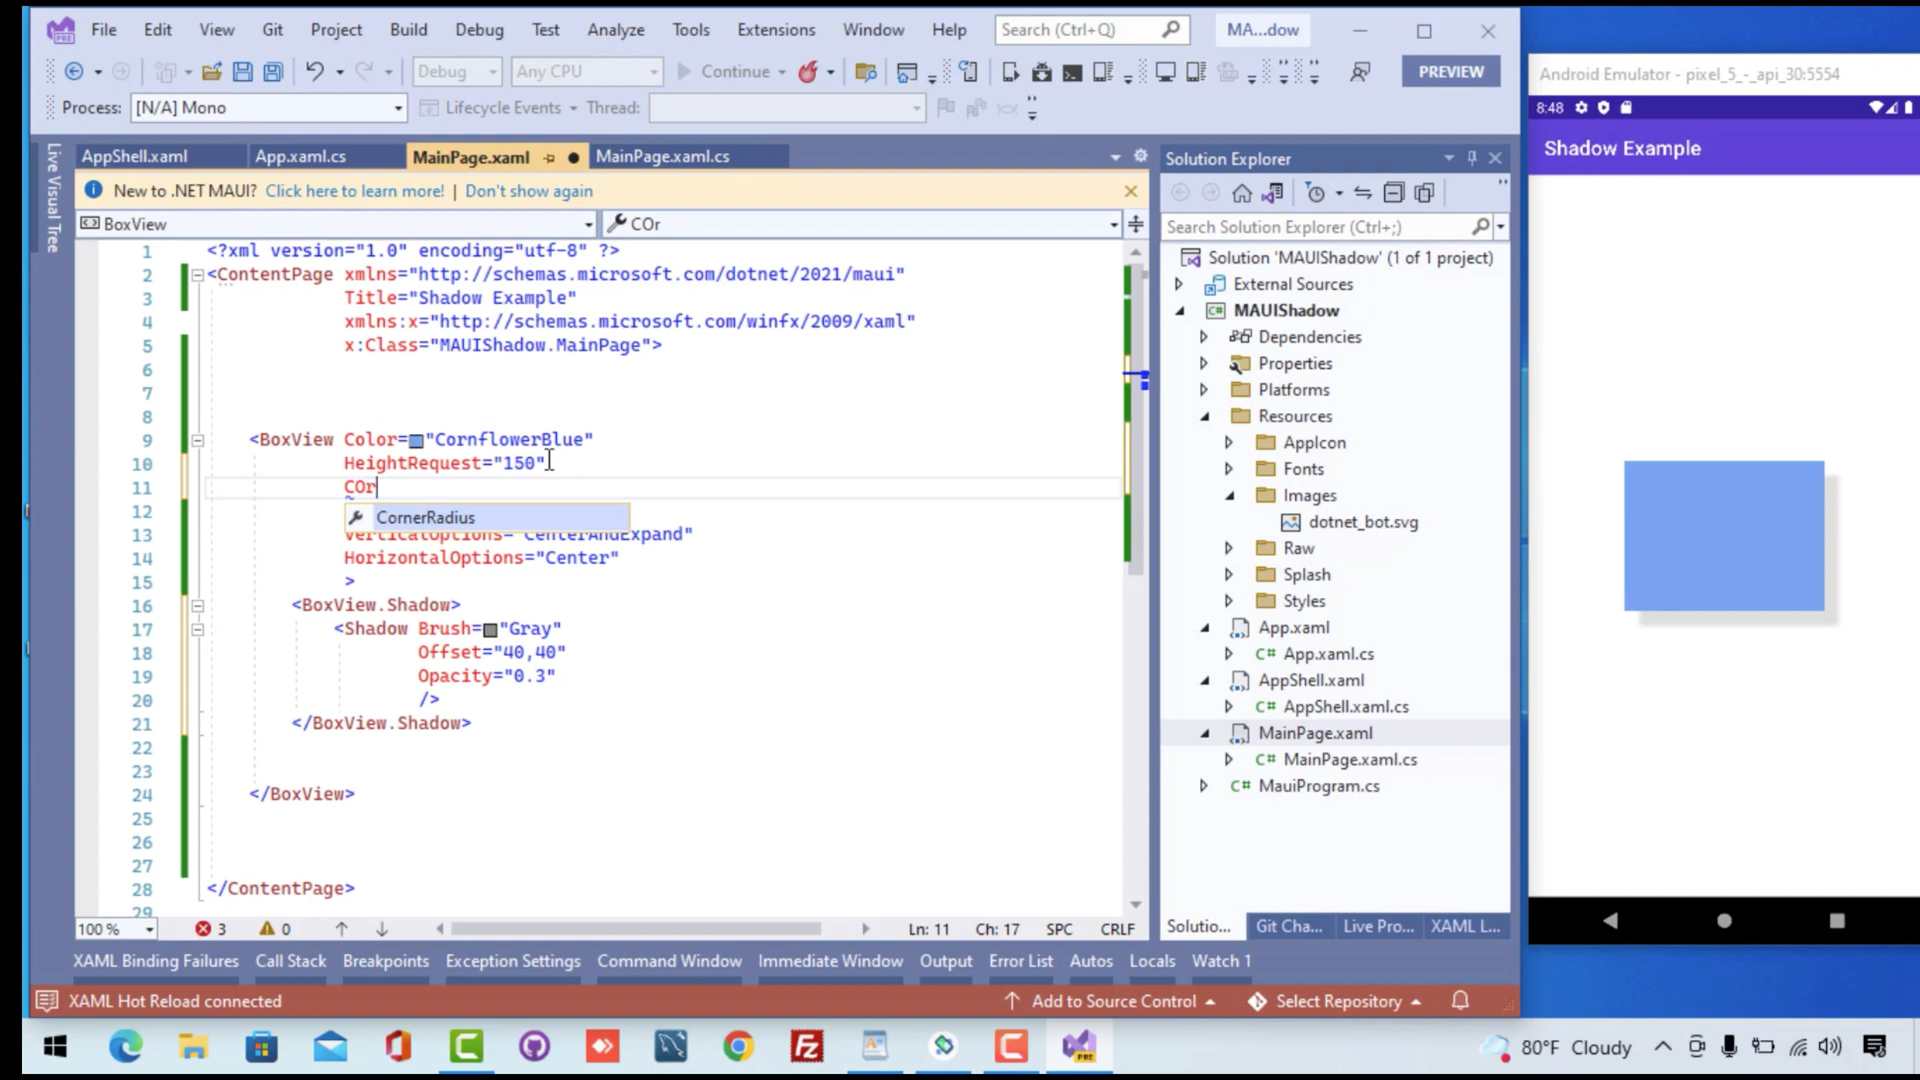 File Edit View Git Project Build Debug Test Analyze Tools Extensions Window Help Search (Ctrl+Q) MA...dow
Debug Any CPU Continue PREVIEW
Process: [N/A] Mono Lifecycle Events Thread:
Live Visual Tree
AppShell.xaml App.xaml.cs MainPage.xaml MainPage.xaml.cs
New to .NET MAUI? Click here to learn more! | Don't show again
BoxView COr
1 <?xml version="1.0" encoding="utf-8" ?>
2 <ContentPage xmlns="http://schemas.microsoft.com/dotnet/2021/maui"
3 Title="Shadow Example"
4 xmlns:x="http://schemas.microsoft.com/winfx/2009/xaml"
5 x:Class="MAUIShadow.MainPage">
6
7
8
9 <BoxView Color="CornflowerBlue"
10 HeightRequest="150"
11 COr
12 CornerRadius
13 VerticalOptions="CenterAndExpand"
14 HorizontalOptions="Center"
15 >
16 <BoxView.Shadow>
17 <Shadow Brush="Gray"
18 Offset="40,40"
19 Opacity="0.3"
20 />
21 </BoxView.Shadow>
22
23
24 </BoxView>
25
26
27
28 </ContentPage>
29
100 % 3 0 Ln: 11 Ch: 17 SPC CRLF
XAML Binding Failures Call Stack Breakpoints Exception Settings Command Window Immediate Window Output Error List Autos Locals Watch 1
XAML Hot Reload connected Add to Source Control Select Repository
Solution Explorer
Search Solution Explorer (Ctrl+;)
Solution 'MAUIShadow' (1 of 1 project)
External Sources
C# MAUIShadow
Dependencies
Properties
Platforms
Resources
AppIcon
Fonts
Images
dotnet_bot.svg
Raw
Splash
Styles
App.xaml
C# App.xaml.cs
AppShell.xaml
C# AppShell.xaml.cs
MainPage.xaml
C# MainPage.xaml.cs
C# MauiProgram.cs
Solutio... Git Cha... Live Pro... XAML L...
Android Emulator - pixel_5_-_api_30:5554
8:48
Shadow Example
PRE
80°F Cloudy